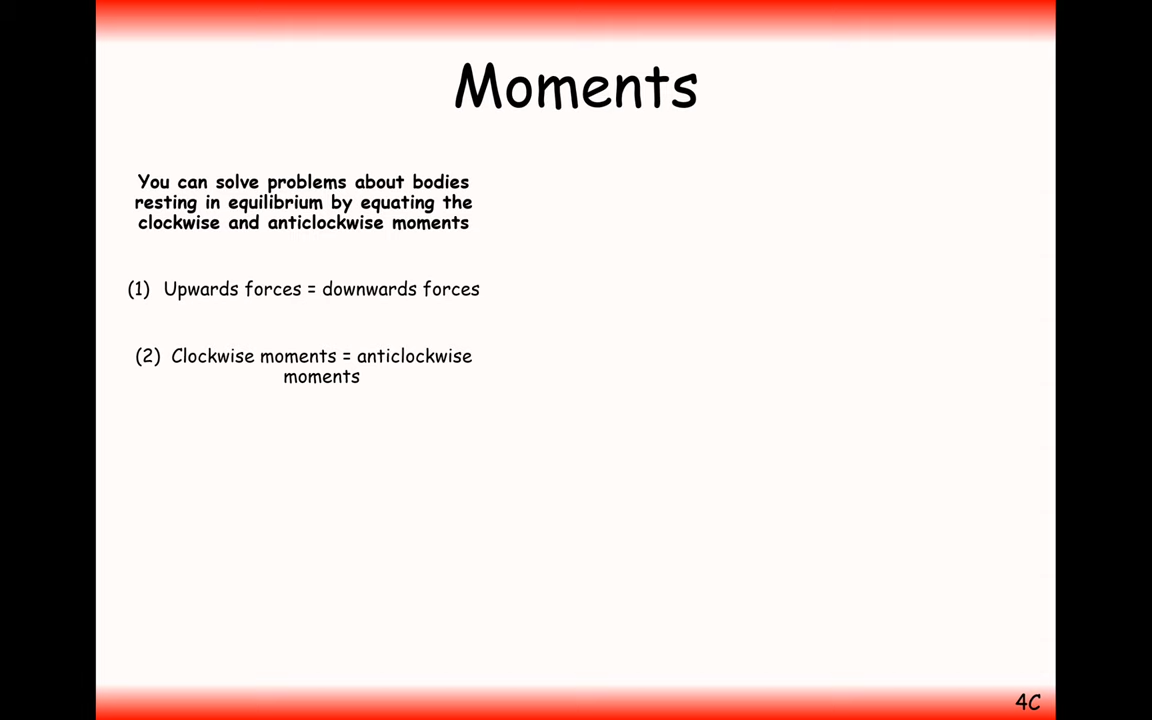 Moments
You can solve problems about bodies
resting in equilibrium by equating the
clockwise and anticlockwise moments
(1) Upwards forces = downwards forces
(2) Clockwise moments = anticlockwise
moments
4C